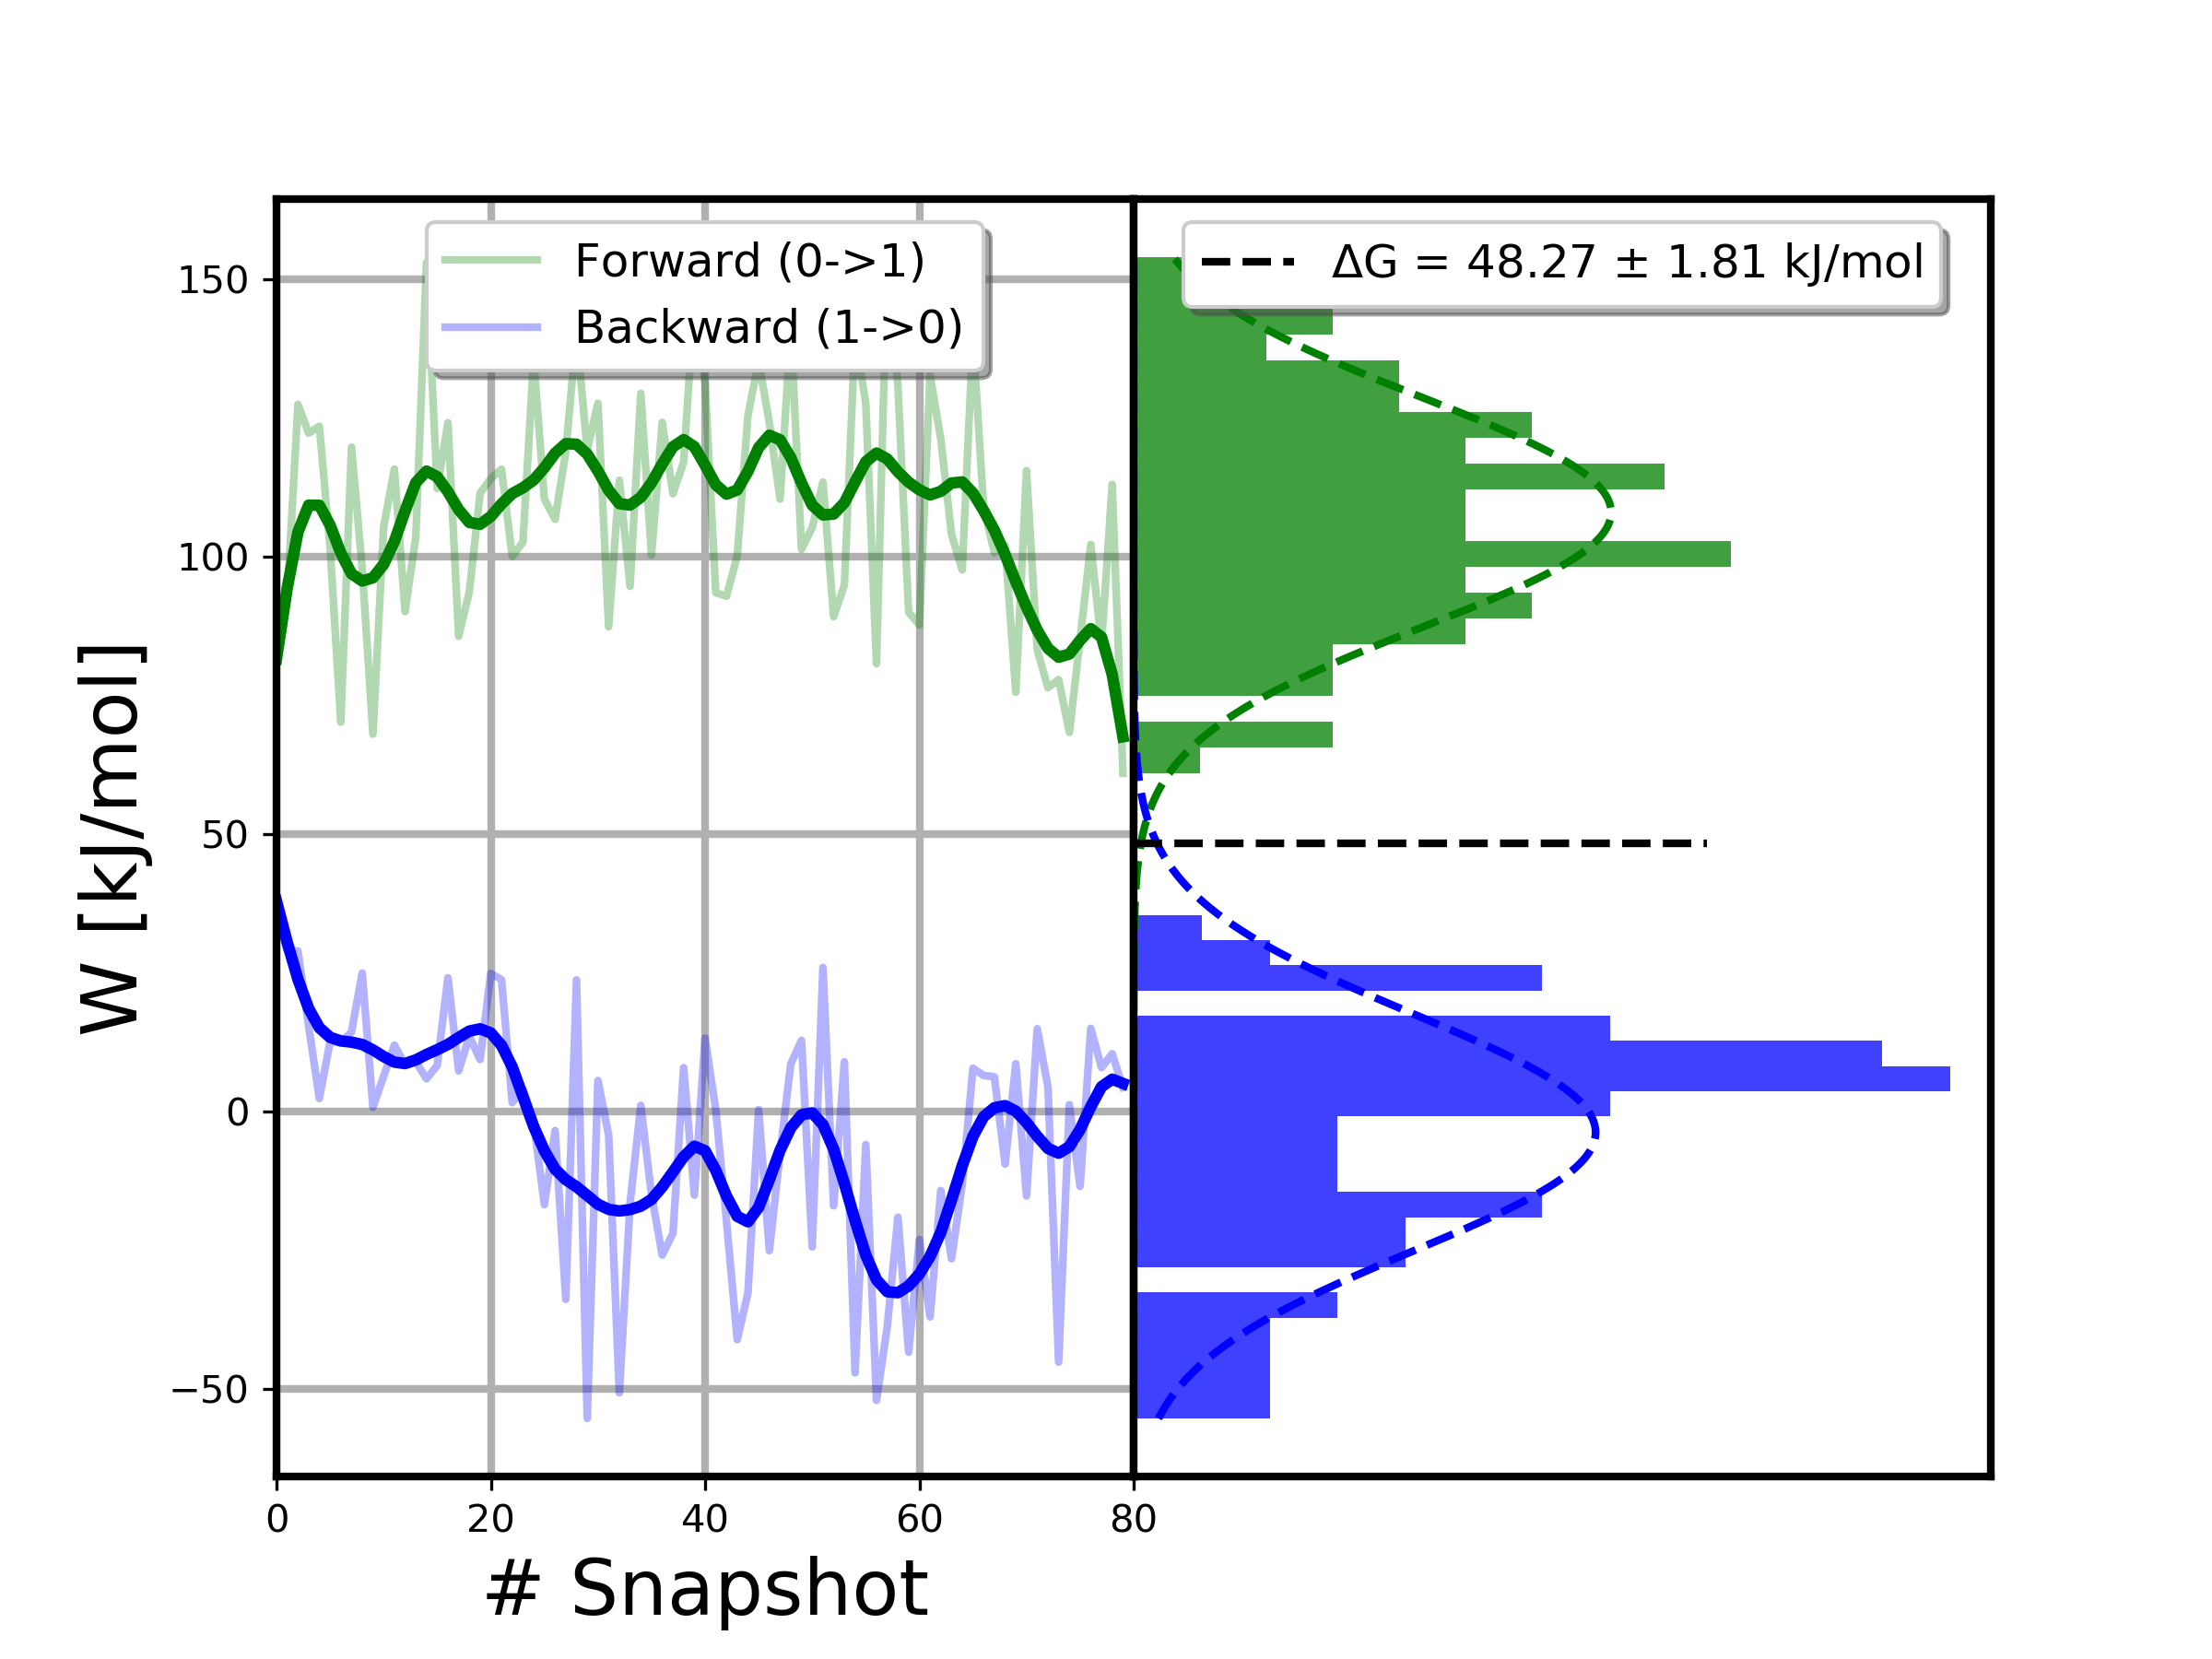 Forward (0->1)
Backward (1->0)
ΔG = 48.27 ± 1.81 kJ/mol
W [kJ/mol]
150
100
50
0
−50
0 20 40 60 80
# Snapshot